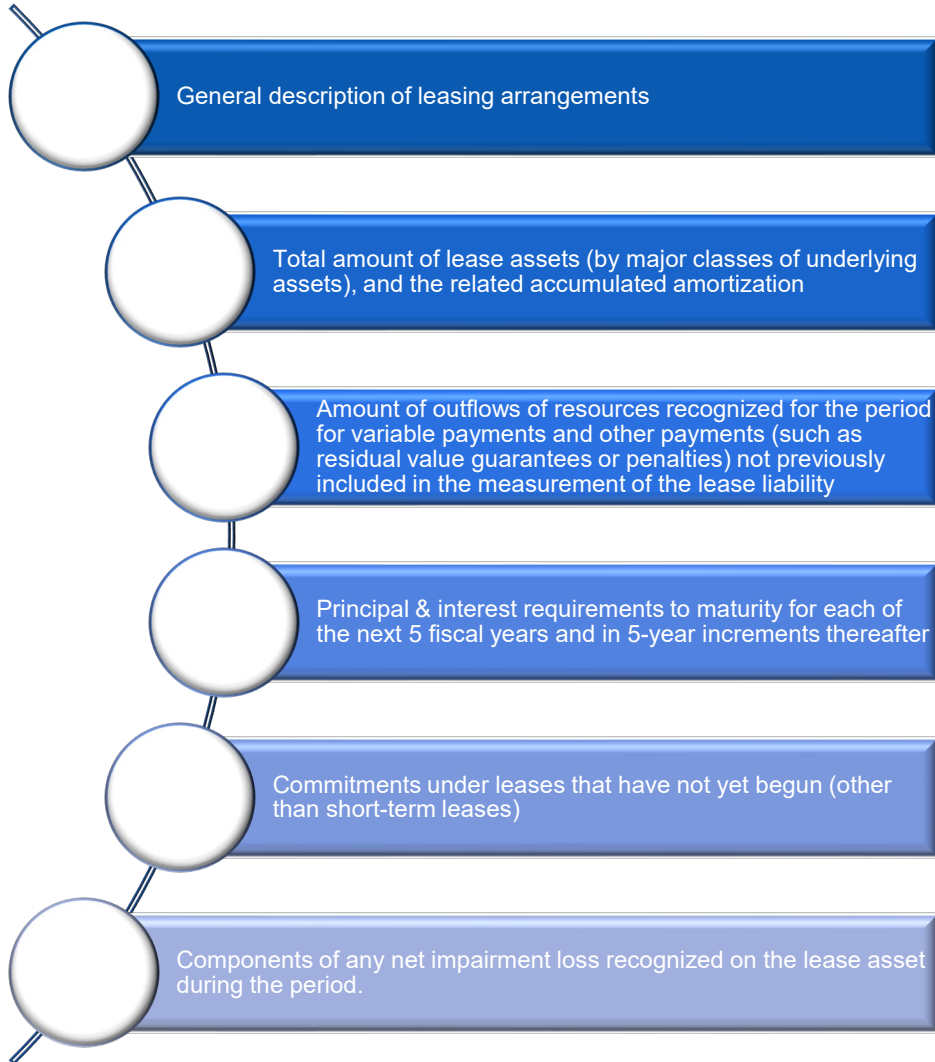 General description of leasing arrangements
Total amount of lease assets (by major classes of underlying
assets), and the related accumulated amortization
Amount of outflows of resources recognized for the period
for variable payments and other payments (such as
residual value guarantees or penalties) not previously
included in the measurement of the lease liability
Principal & interest requirements to maturity for each of
the next 5 fiscal years and in 5-year increments thereafter
Commitments under leases that have not yet begun (other
than short-term leases)
Components of any net impairment loss recognized on the lease asset
during the period.